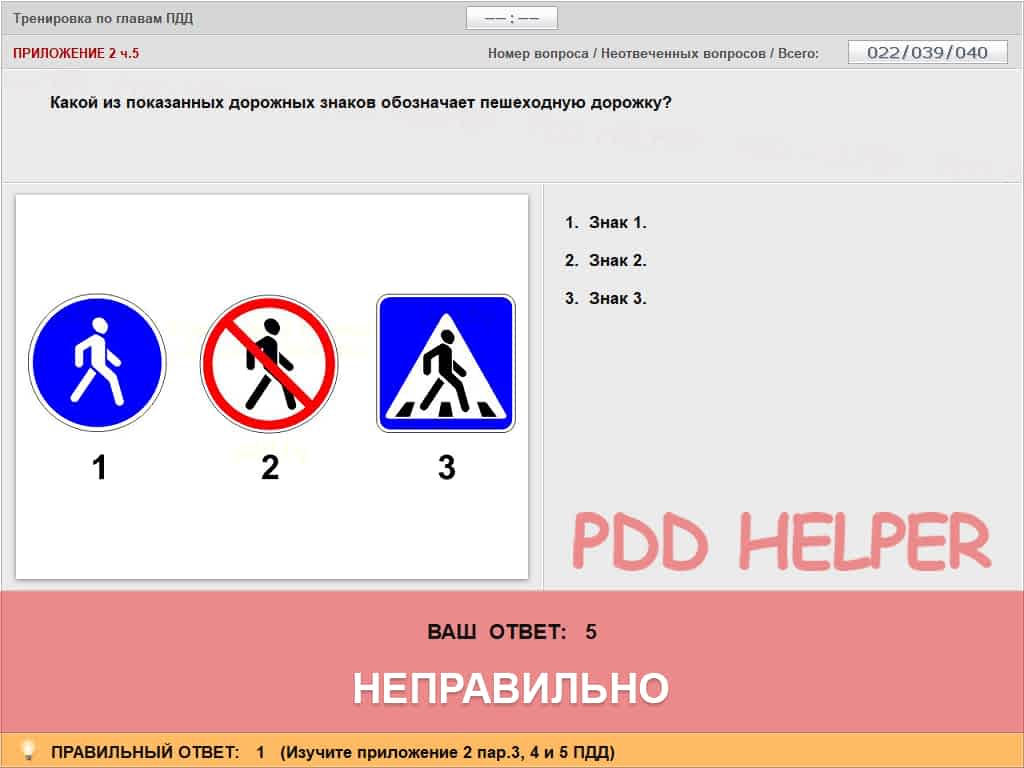 Тренировка по главам ПДД
–– : ––
ПРИЛОЖЕНИЕ 2 ч.5
Номер вопроса / Неотвеченных вопросов / Всего:
022/039/040
Какой из показанных дорожных знаков обозначает пешеходную дорожку?
1. Знак 1.
2. Знак 2.
3. Знак 3.
1
2
3
PDD HELPER
ВАШ ОТВЕТ: 5
НЕПРАВИЛЬНО
ПРАВИЛЬНЫЙ ОТВЕТ: 1 (Изучите приложение 2 пар.3, 4 и 5 ПДД)